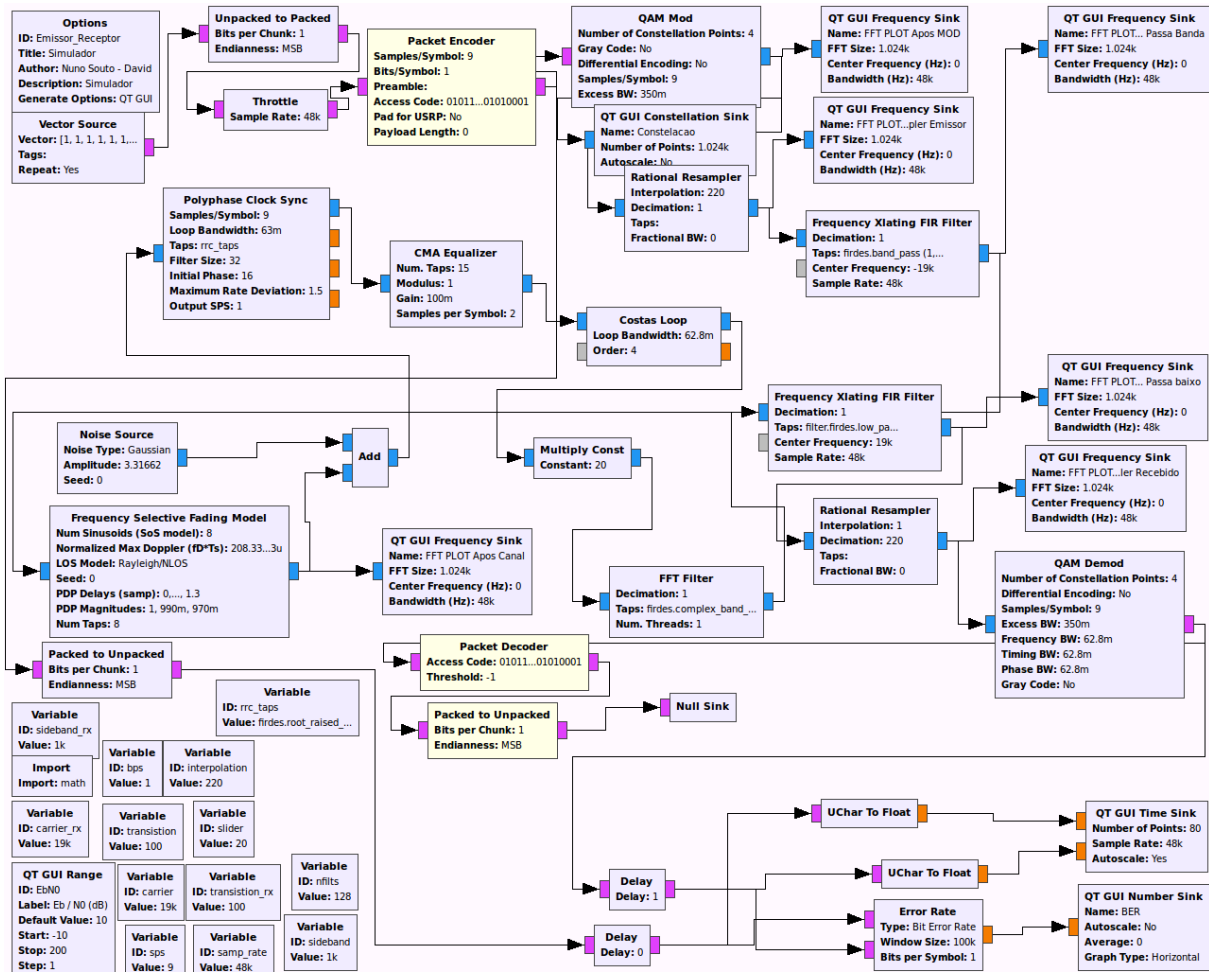 Options
ID: Emissor_Receptor
Title: Simulador
Author: Nuno Souto - David
Description: Simulador
Generate Options: QT GUI
Unpacked to Packed
Bits per Chunk: 1
Endianness: MSB
Packet Encoder
Samples/Symbol: 9
Bits/Symbol: 1
Preamble:
Access Code: 01011...01010001
Pad for USRP: No
Payload Length: 0
QAM Mod
Number of Constellation Points: 4
Gray Code: No
Differential Encoding: No
Samples/Symbol: 9
Excess BW: 350m
QT GUI Frequency Sink
Name: FFT PLOT Apos MOD
FFT Size: 1.024k
Center Frequency (Hz): 0
Bandwidth (Hz): 48k
QT GUI Frequency Sink
Name: FFT PLOT... Passa Banda
FFT Size: 1.024k
Center Frequency (Hz): 0
Bandwidth (Hz): 48k
Throttle
Sample Rate: 48k
Vector Source
Vector: [1, 1, 1, 1, 1, 1,...
Tags:
Repeat: Yes
QT GUI Constellation Sink
Name: Constelacao
Number of Points: 1.024k
Autoscale: No
QT GUI Frequency Sink
Name: FFT PLOT...pler Emissor
FFT Size: 1.024k
Center Frequency (Hz): 0
Bandwidth (Hz): 48k
Rational Resampler
Interpolation: 220
Decimation: 1
Taps:
Fractional BW: 0
Polyphase Clock Sync
Samples/Symbol: 9
Loop Bandwidth: 63m
Taps: rrc_taps
Filter Size: 32
Initial Phase: 16
Maximum Rate Deviation: 1.5
Output SPS: 1
Frequency Xlating FIR Filter
Decimation: 1
Taps: firdes.band_pass (1,...
Center Frequency: -19k
Sample Rate: 48k
CMA Equalizer
Num. Taps: 15
Modulus: 1
Gain: 100m
Samples per Symbol: 2
Costas Loop
Loop Bandwidth: 62.8m
Order: 4
QT GUI Frequency Sink
Name: FFT PLOT... Passa baixo
FFT Size: 1.024k
Center Frequency (Hz): 0
Bandwidth (Hz): 48k
Frequency Xlating FIR Filter
Decimation: 1
Taps: filter.firdes.low_pa...
Center Frequency: 19k
Sample Rate: 48k
Noise Source
Noise Type: Gaussian
Amplitude: 3.31662
Seed: 0
Add
Multiply Const
Constant: 20
QT GUI Frequency Sink
Name: FFT PLOT...ler Recebido
FFT Size: 1.024k
Center Frequency (Hz): 0
Bandwidth (Hz): 48k
Frequency Selective Fading Model
Num Sinusoids (SoS model): 8
Normalized Max Doppler (fD*Ts): 208.33...3u
LOS Model: Rayleigh/NLOS
Seed: 0
PDP Delays (samp): 0,..., 1.3
PDP Magnitudes: 1, 990m, 970m
Num Taps: 8
QT GUI Frequency Sink
Name: FFT PLOT Apos Canal
FFT Size: 1.024k
Center Frequency (Hz): 0
Bandwidth (Hz): 48k
FFT Filter
Decimation: 1
Taps: firdes.complex_band_...
Num. Threads: 1
Rational Resampler
Interpolation: 1
Decimation: 220
Taps:
Fractional BW: 0
QAM Demod
Number of Constellation Points: 4
Differential Encoding: No
Samples/Symbol: 9
Excess BW: 350m
Frequency BW: 62.8m
Timing BW: 62.8m
Phase BW: 62.8m
Gray Code: No
Packed to Unpacked
Bits per Chunk: 1
Endianness: MSB
Packet Decoder
Access Code: 01011...01010001
Threshold: -1
Variable
ID: rrc_taps
Value: firdes.root_raised_...
Packed to Unpacked
Bits per Chunk: 1
Endianness: MSB
Null Sink
Variable
ID: sideband_rx
Value: 1k
Import
Import: math
Variable
ID: bps
Value: 1
Variable
ID: interpolation
Value: 220
Variable
ID: carrier_rx
Value: 19k
Variable
ID: transistion
Value: 100
Variable
ID: slider
Value: 20
UChar To Float
QT GUI Time Sink
Number of Points: 80
Sample Rate: 48k
Autoscale: Yes
QT GUI Range
ID: EbN0
Label: Eb / N0 (dB)
Default Value: 10
Start: -10
Stop: 200
Step: 1
Variable
ID: carrier
Value: 19k
Variable
ID: transistion_rx
Value: 100
Variable
ID: nfilts
Value: 128
Delay
Delay: 1
UChar To Float
Error Rate
Type: Bit Error Rate
Window Size: 100k
Bits per Symbol: 1
QT GUI Number Sink
Name: BER
Autoscale: No
Average: 0
Graph Type: Horizontal
Variable
ID: sps
Value: 9
Variable
ID: samp_rate
Value: 48k
Variable
ID: sideband
Value: 1k
Delay
Delay: 0